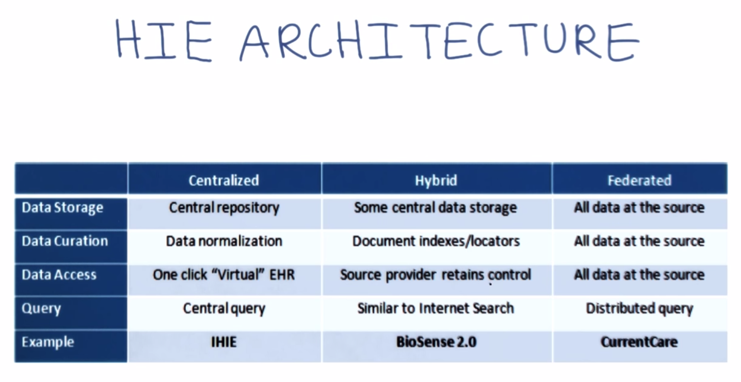 HIE ARCHITECTURE
Centralized Hybrid Federated
Data Storage Central repository Some central data storage All data at the source
Data Curation Data normalization Document indexes/locators All data at the source
Data Access One click “Virtual” EHR Source provider retains control All data at the source
Query Central query Similar to Internet Search Distributed query
Example IHIE BioSense 2.0 CurrentCare